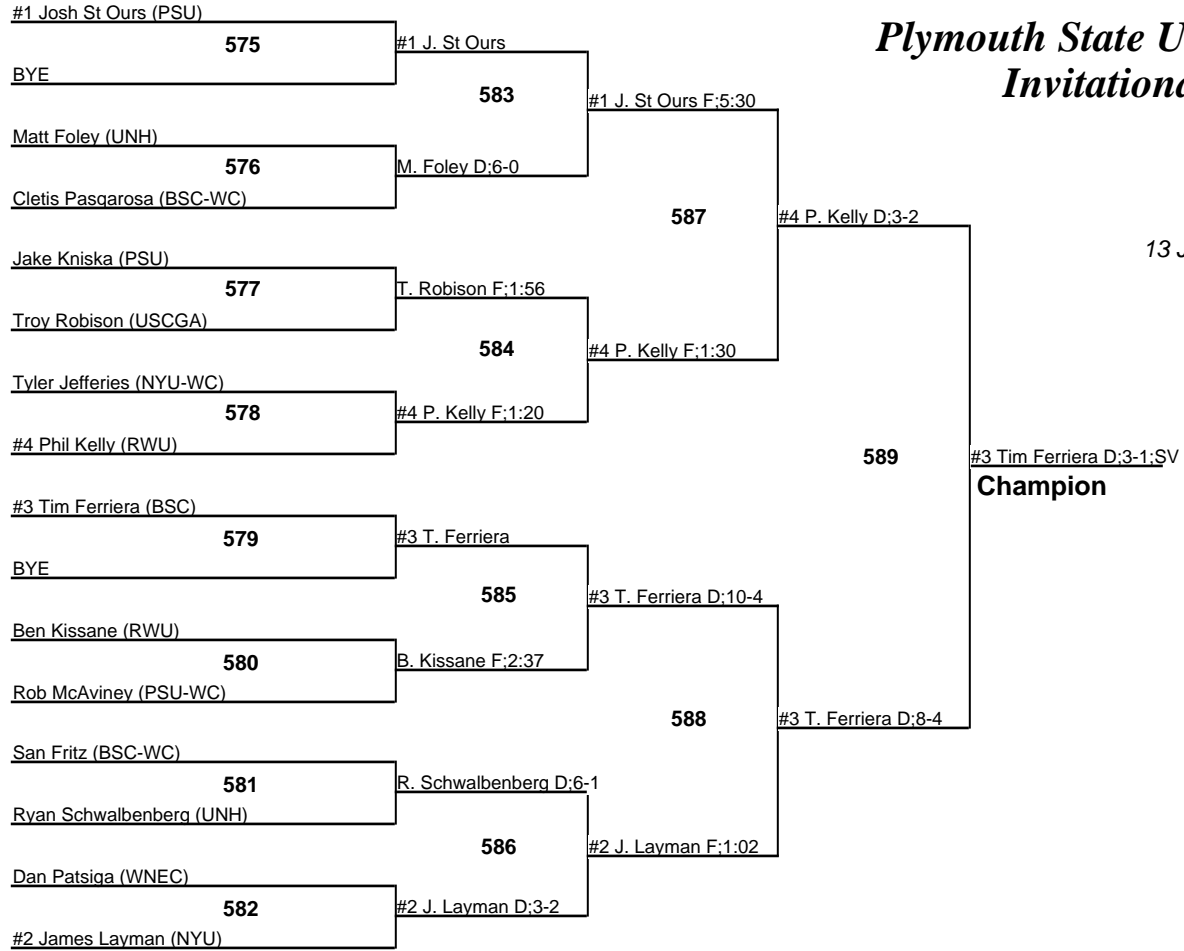 #1 Josh St Ours (PSU)
575
BYE
#1 J. St Ours
583
Matt Foley (UNH)
576
Cletis Pasqarosa (BSC-WC)
M. Foley D;6-0
#1 J. St Ours F;5:30
587
Jake Kniska (PSU)
577
Troy Robison (USCGA)
T. Robison F;1:56
584
Tyler Jefferies (NYU-WC)
578
#4 Phil Kelly (RWU)
#4 P. Kelly F;1:20
#4 P. Kelly F;1:30
#4 P. Kelly D;3-2
589
#3 Tim Ferriera (BSC)
579
BYE
#3 T. Ferriera
585
Ben Kissane (RWU)
580
Rob McAviney (PSU-WC)
B. Kissane F;2:37
#3 T. Ferriera D;10-4
588
San Fritz (BSC-WC)
581
Ryan Schwalbenberg (UNH)
R. Schwalbenberg D;6-1
586
Dan Patsiga (WNEC)
582
#2 James Layman (NYU)
#2 J. Layman D;3-2
#2 J. Layman F;1:02
#3 T. Ferriera D;8-4
#3 Tim Ferriera D;3-1;SV
Champion
Plymouth State U
Invitationa
13 J